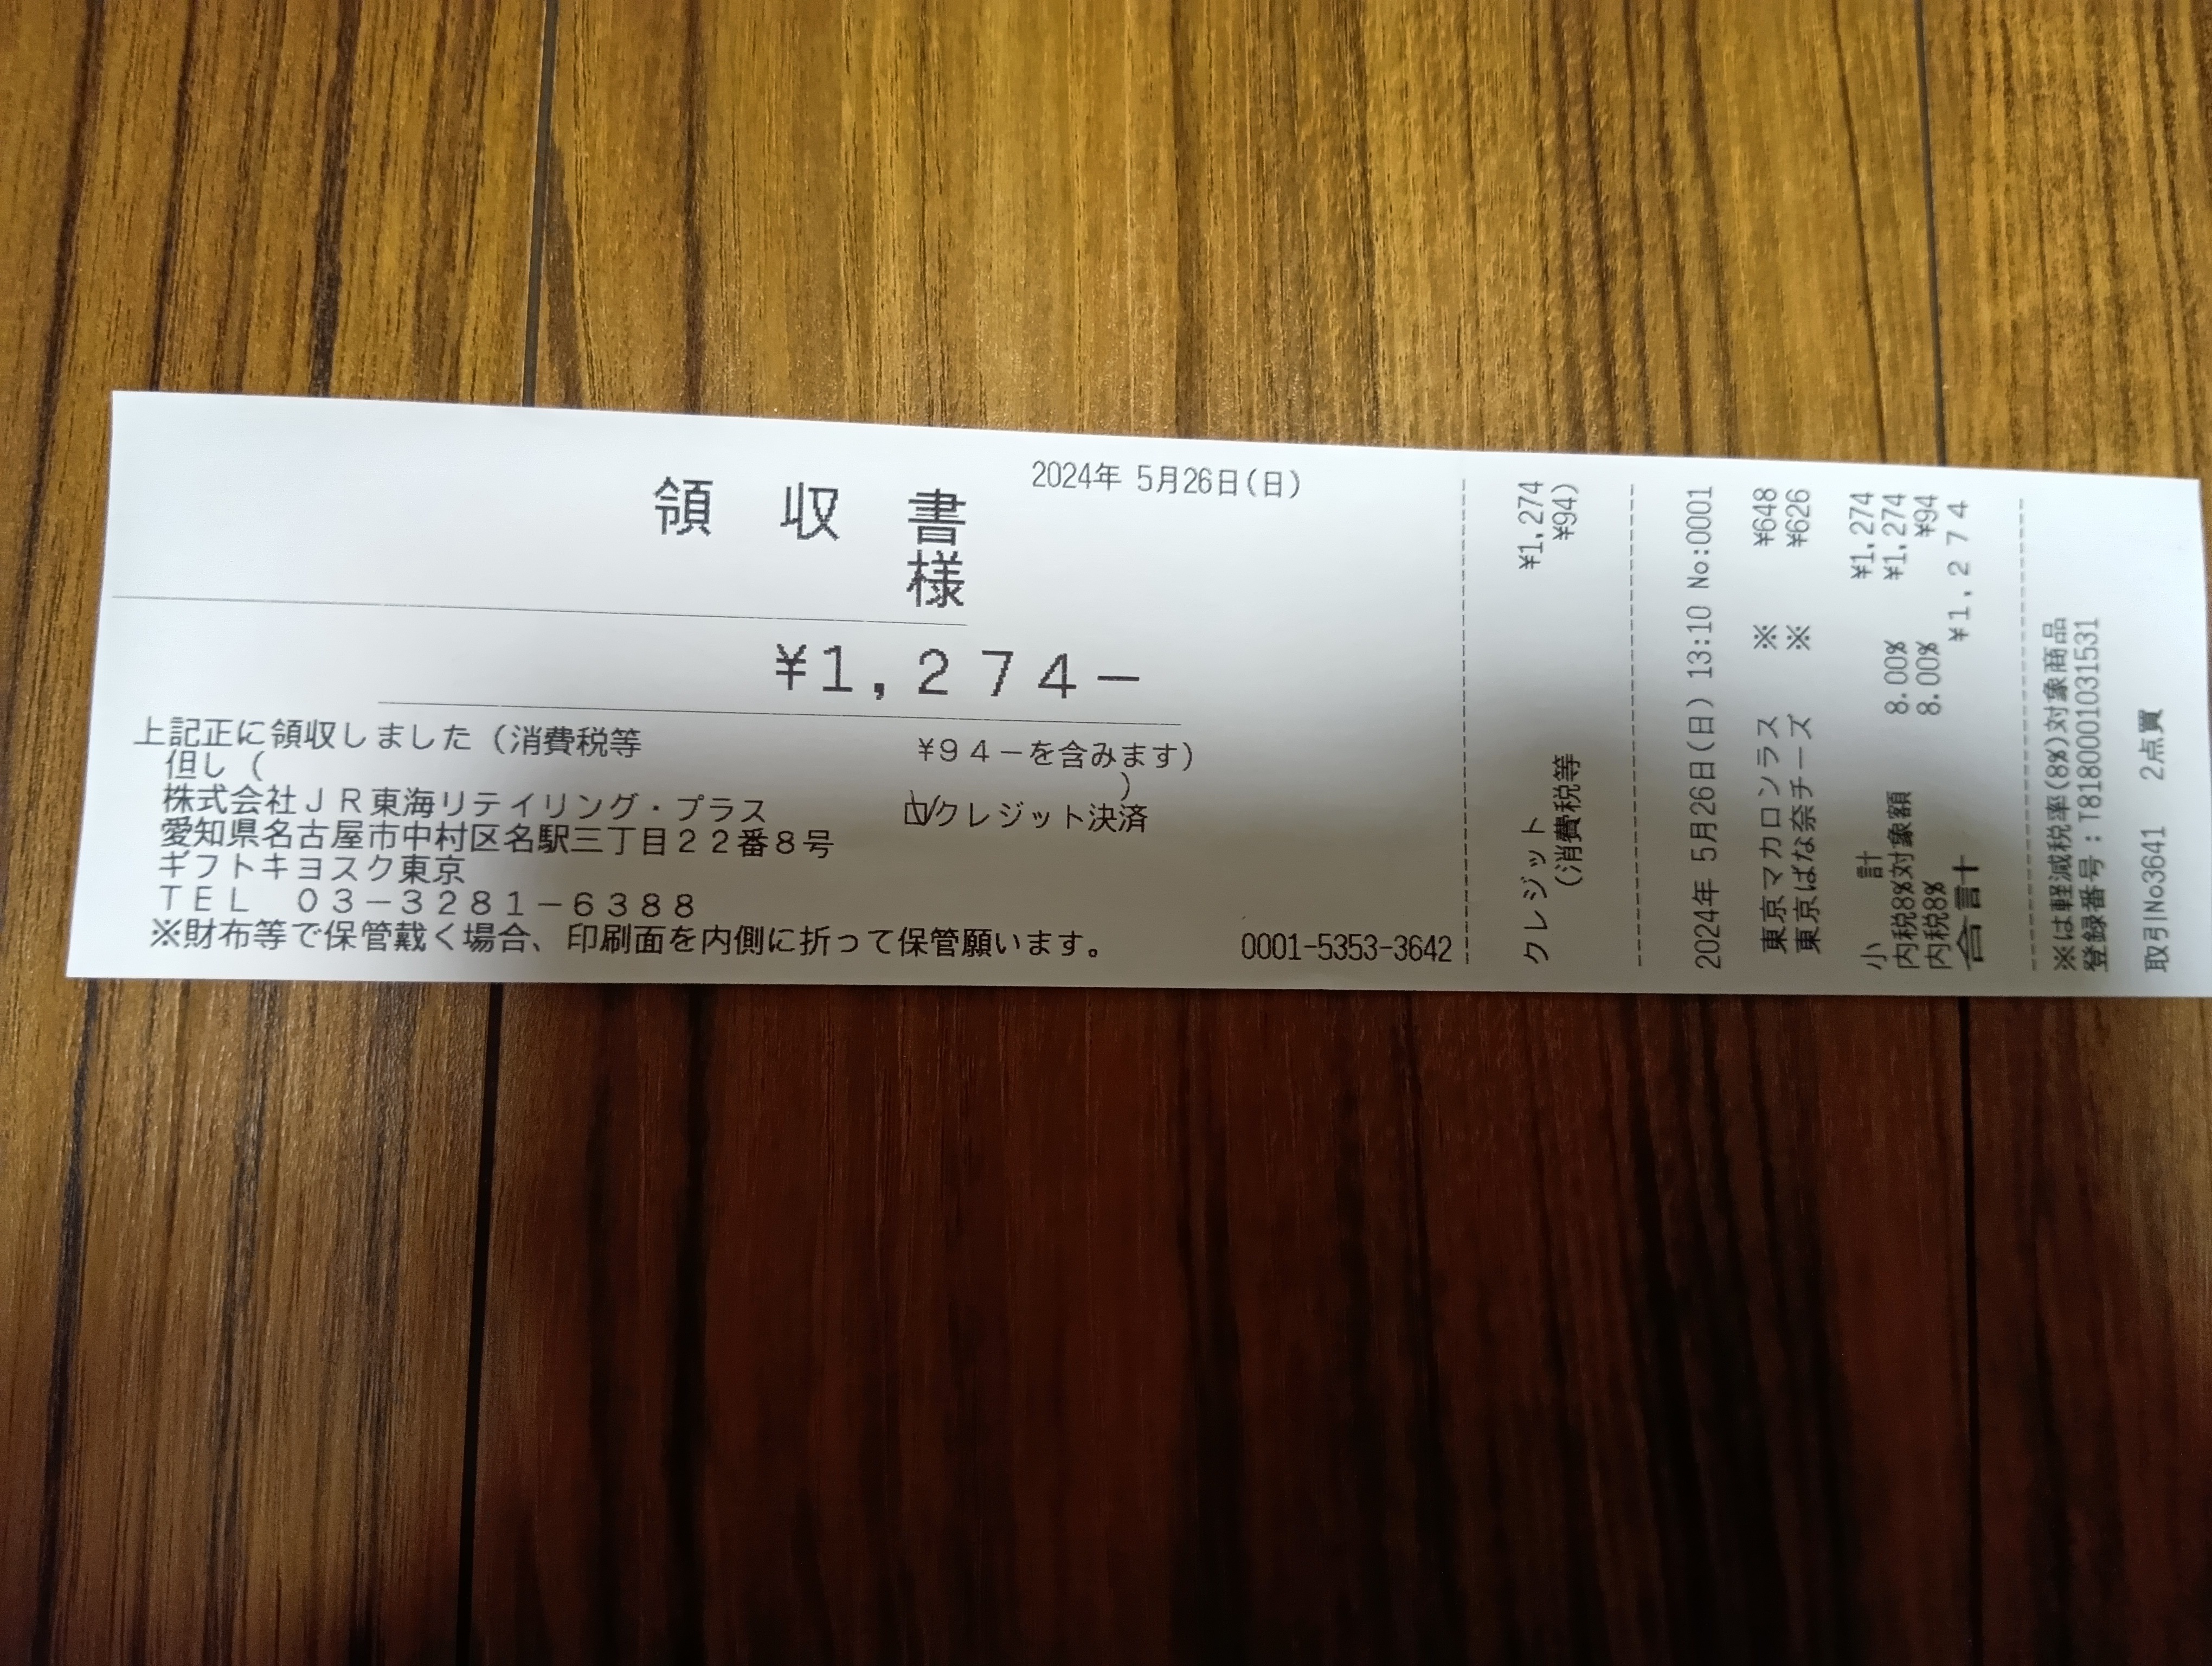 領収書
2024年 5月26日(日)
様
¥1,274-
上記正に領収しました(消費税等 ¥94-を含みます)
但し( )
株式会社JR東海リテイリング・プラス
クレジット決済
愛知県名古屋市中村区名駅三丁目22番8号
ギフトキヨスク東京
TEL 03-3281-6388
※財布等で保管戴く場合、印刷面を内側に折って保管願います。
0001-5353-3642
クレジット ¥1,274
(消費税等 ¥94)
2024年 5月26日(日) 13:10 No:0001
東京マカロンラスク ※ ¥648
東京ばな奈チーズ ※ ¥626
小 計 ¥1,274
内税8%対象額 8.00% ¥1,274
内税8% 8.00% ¥94
合計 ¥1,274
※は軽減税率(8%)対象商品
登録番号:T8180001031531
取引No3641 2点買